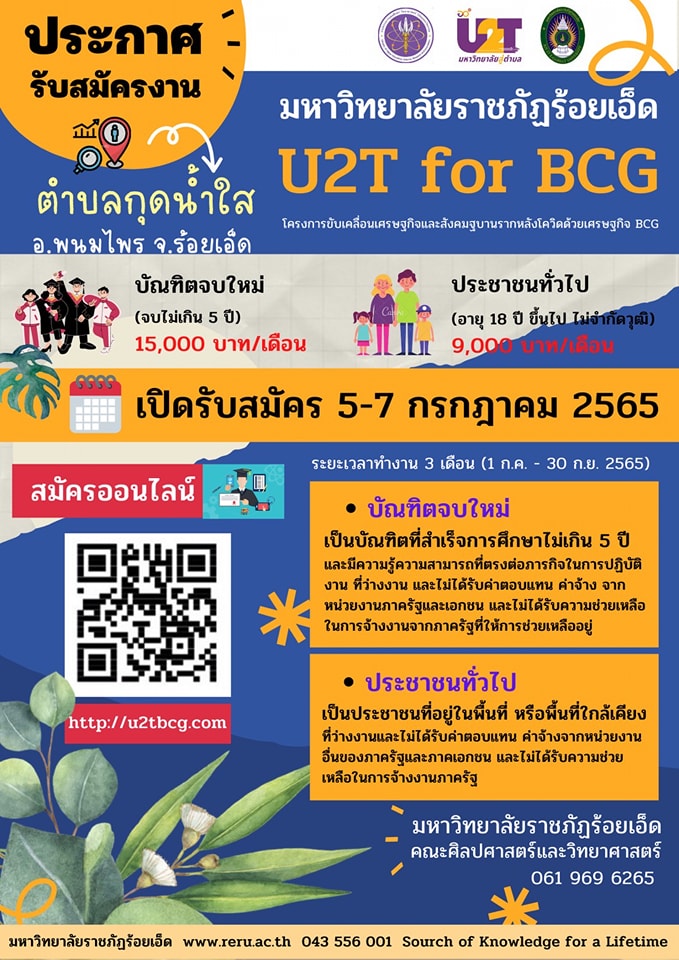 ประกาศ
รับสมัครงาน
U2T
มหาวิทยาลัยสู่ตำบล
มหาวิทยาลัยราชภัฏร้อยเอ็ด
U2T for BCG
โครงการขับเคลื่อนเศรษฐกิจและสังคมฐานรากหลังโควิดด้วยเศรษฐกิจ BCG
ตำบลกุดน้ำใส
อ.พนมไพร จ.ร้อยเอ็ด
บัณฑิตจบใหม่
(จบไม่เกิน 5 ปี)
15,000 บาท/เดือน
ประชาชนทั่วไป
(อายุ 18 ปี ขึ้นไป ไม่จำกัดวุฒิ)
9,000 บาท/เดือน
เปิดรับสมัคร 5-7 กรกฎาคม 2565
ระยะเวลาทำงาน 3 เดือน (1 ก.ค. - 30 ก.ย. 2565)
สมัครออนไลน์
http://u2tbcg.com
• บัณฑิตจบใหม่
เป็นบัณฑิตที่สำเร็จการศึกษาไม่เกิน 5 ปี
และมีความรู้ความสามารถที่ตรงต่อภารกิจในการปฏิบัติ
งาน ที่ว่างงาน และไม่ได้รับค่าตอบแทน ค่าจ้าง จาก
หน่วยงานภาครัฐและเอกชน และไม่ได้รับความช่วยเหลือ
ในการจ้างงานจากภาครัฐที่ให้การช่วยเหลืออยู่
• ประชาชนทั่วไป
เป็นประชาชนที่อยู่ในพื้นที่ หรือพื้นที่ใกล้เคียง
ที่ว่างงานและไม่ได้รับค่าตอบแทน ค่าจ้างจากหน่วยงาน
อื่นของภาครัฐและภาคเอกชน และไม่ได้รับความช่วย
เหลือในการจ้างงานภาครัฐ
มหาวิทยาลัยราชภัฏร้อยเอ็ด
คณะศิลปศาสตร์และวิทยาศาสตร์
061 969 6265
มหาวิทยาลัยราชภัฏร้อยเอ็ด www.reru.ac.th 043 556 001 Sourch of Knowledge for a Lifetime